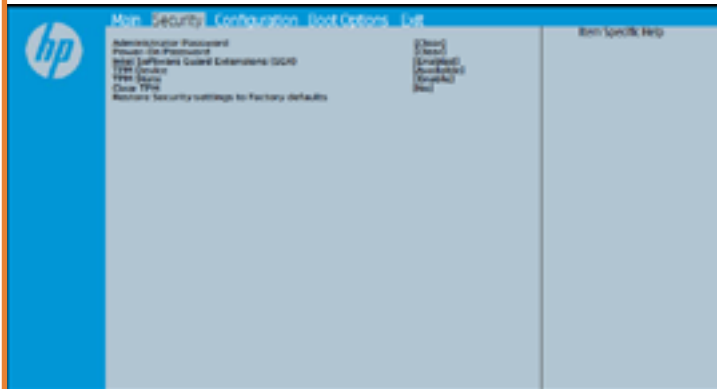 hp
Main Security Configuration Boot Options Exit
Item Specific Help
Administrator Password [Clear]
Power-On Password [Clear]
Intel Software Guard Extensions (SGX) [Enabled]
TPM Device [Available]
TPM State [Enable]
Clear TPM [No]
Restore Security settings to Factory defaults